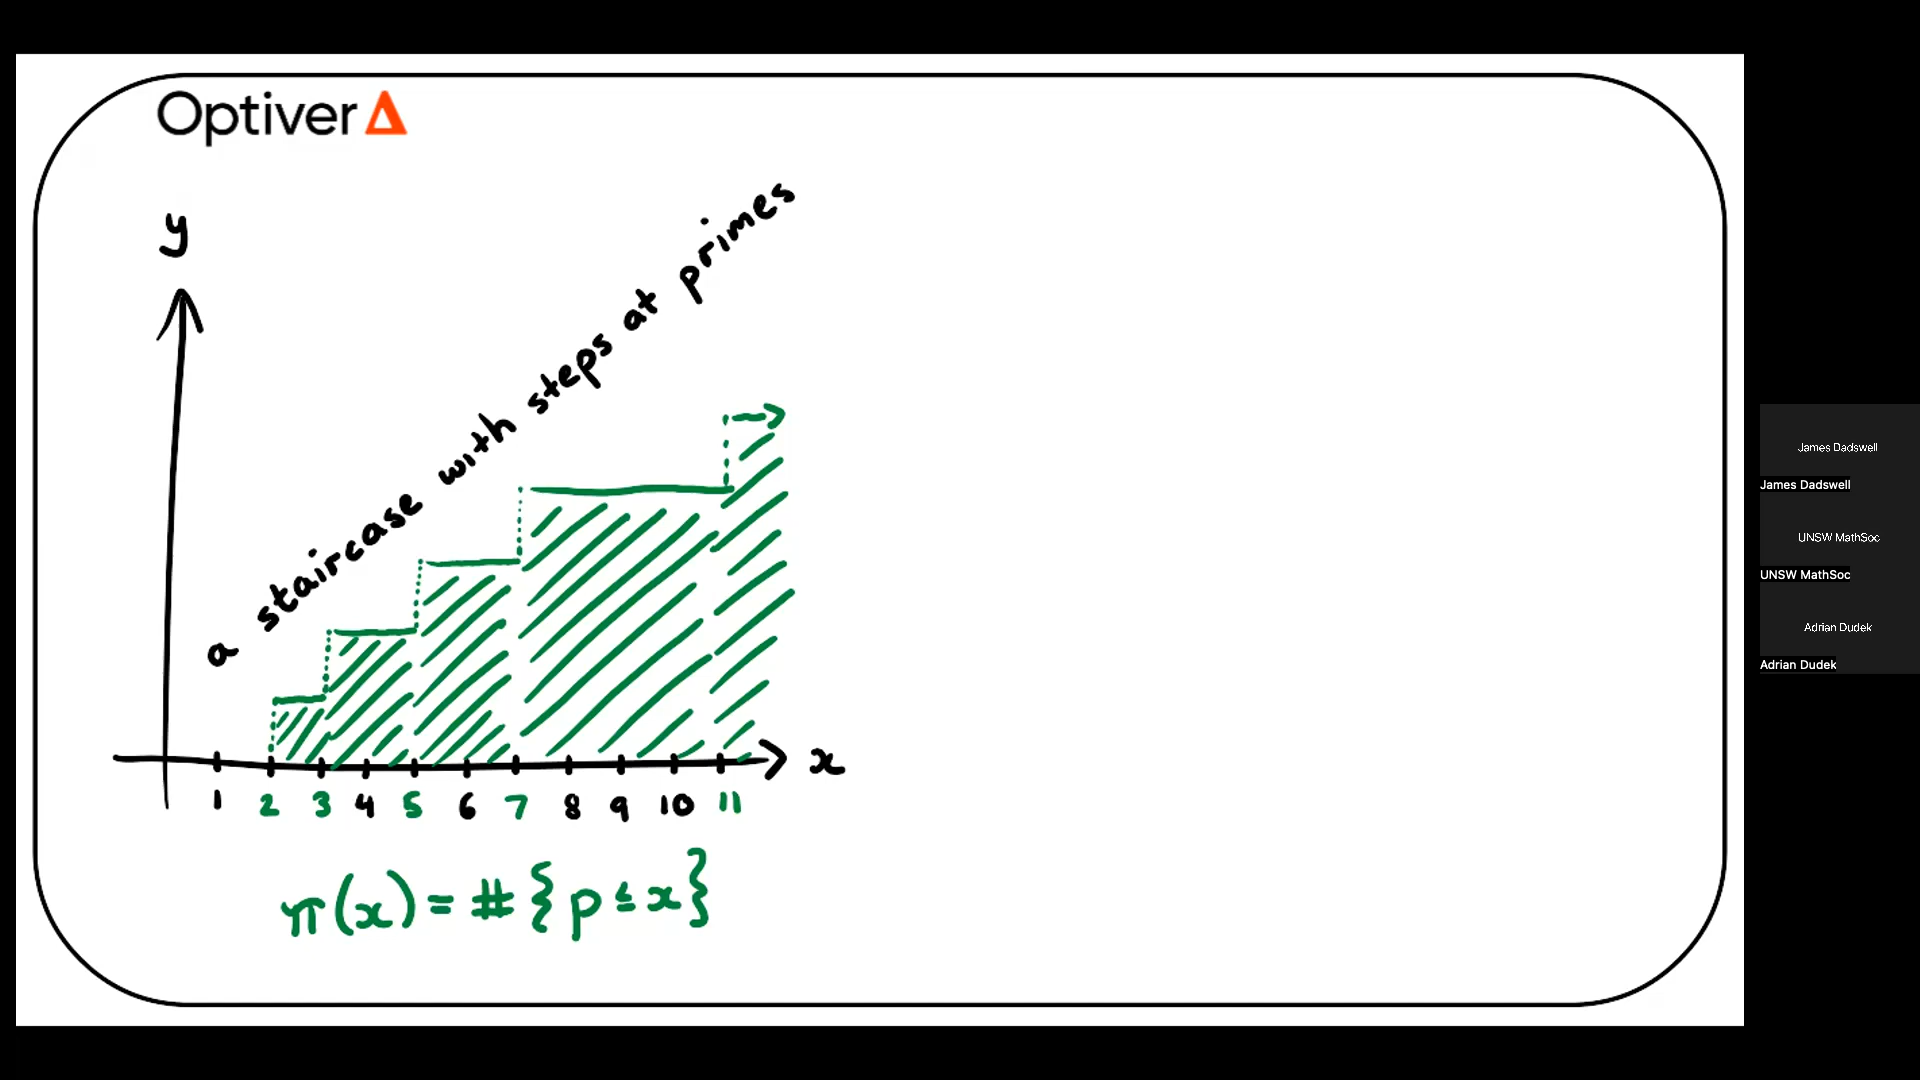 Optiver
y
a staircase with steps at primes
x
1 2 3 4 5 6 7 8 9 10 11
π(x) = #{p ≤ x}
James Dadswell
James Dadswell
UNSW MathSoc
UNSW MathSoc
Adrian Dudek
Adrian Dudek